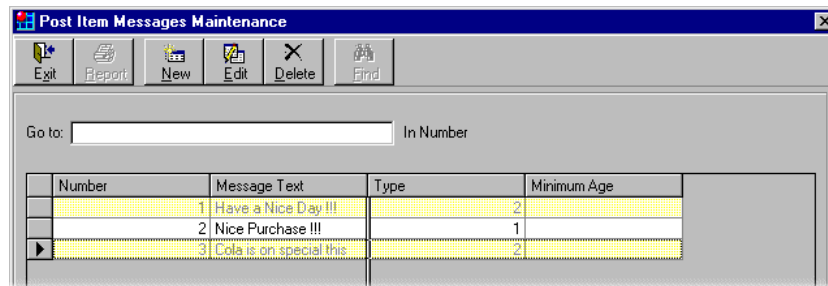 Post Item Messages Maintenance
Exit Report New Edit Delete Find
Go to: In Number
Number Message Text Type Minimum Age
1 Have a Nice Day !!! 2
2 Nice Purchase !!! 1
3 Cola is on special this 2